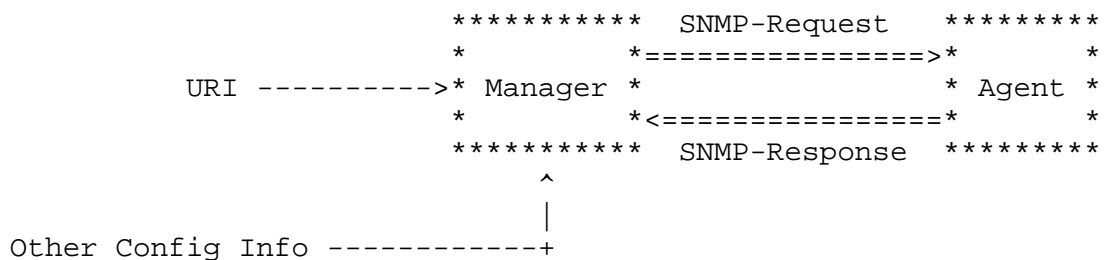 *********** SNMP-Request *********
* *================>* *
URI ---------->* Manager * * Agent *
* *<================* *
*********** SNMP-Response *********
^
|
Other Config Info ------------+